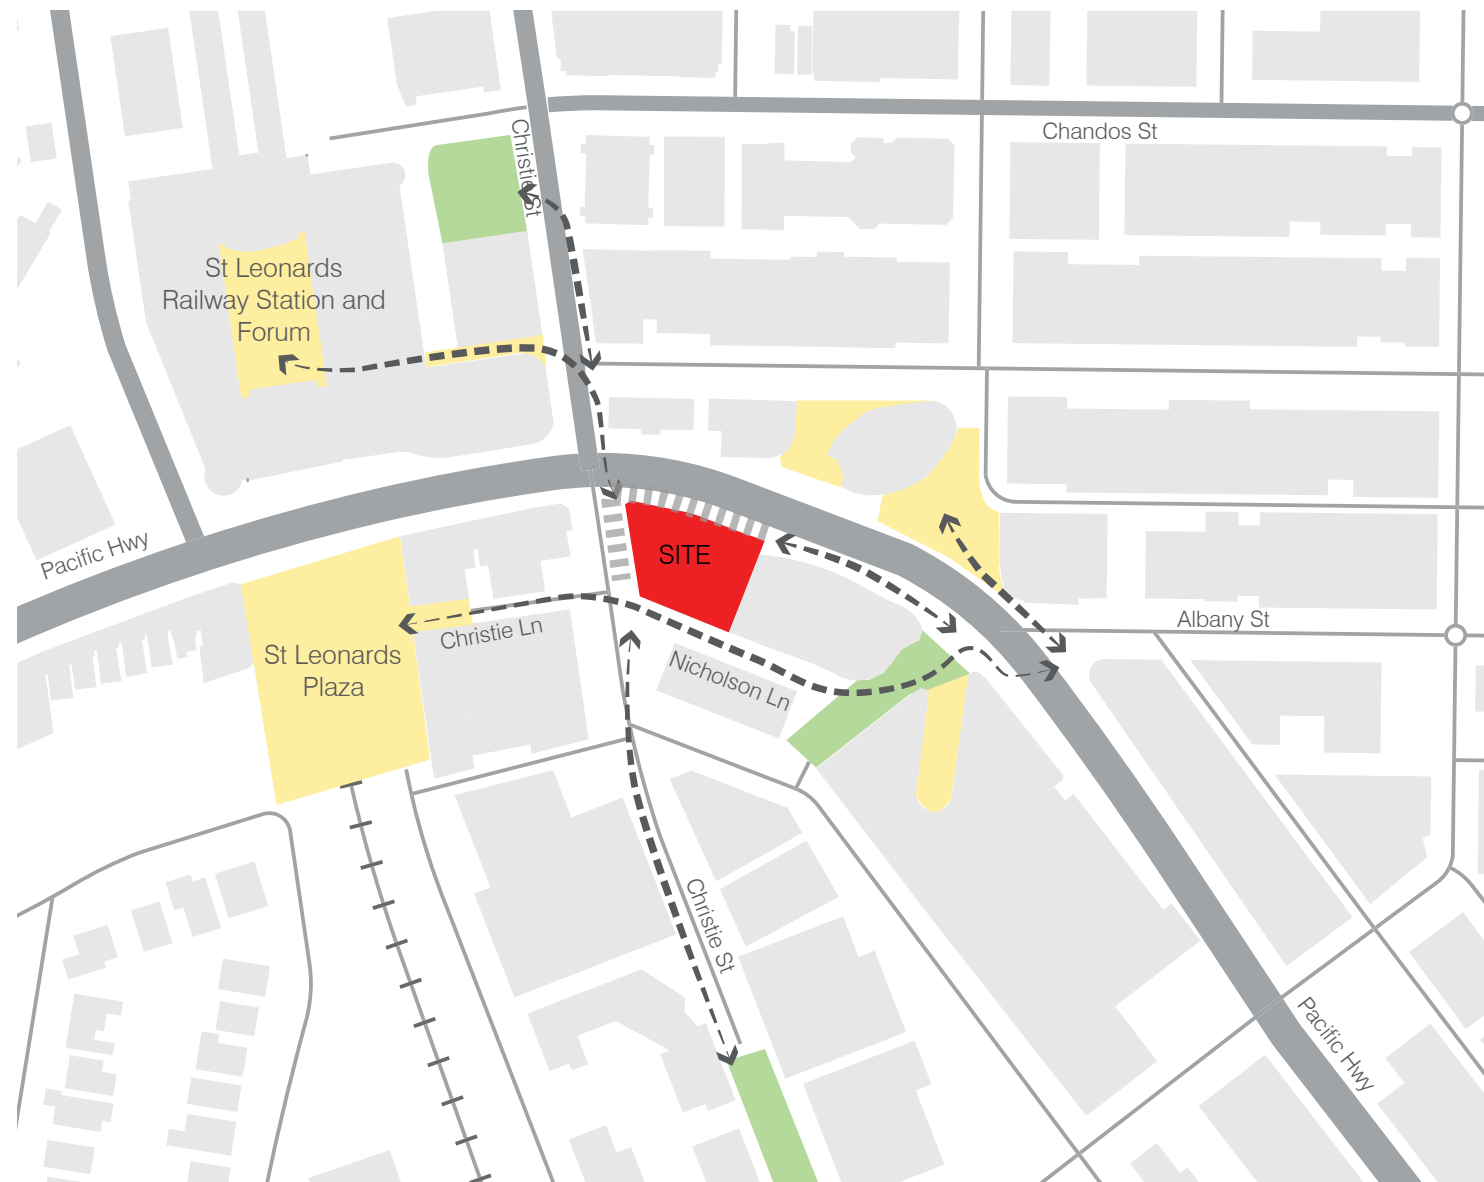 Chandos St
Christie St
St Leonards
Railway Station and
Forum
Pacific Hwy
SITE
Albany St
Christie Ln
St Leonards
Plaza
Nicholson Ln
Christie St
Pacific Hwy